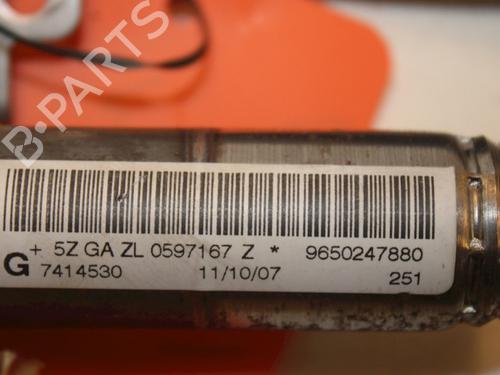 B·PARTS
+ 5Z GA ZL 0597167 Z * 9650247880
G 7414530 11/10/07 251